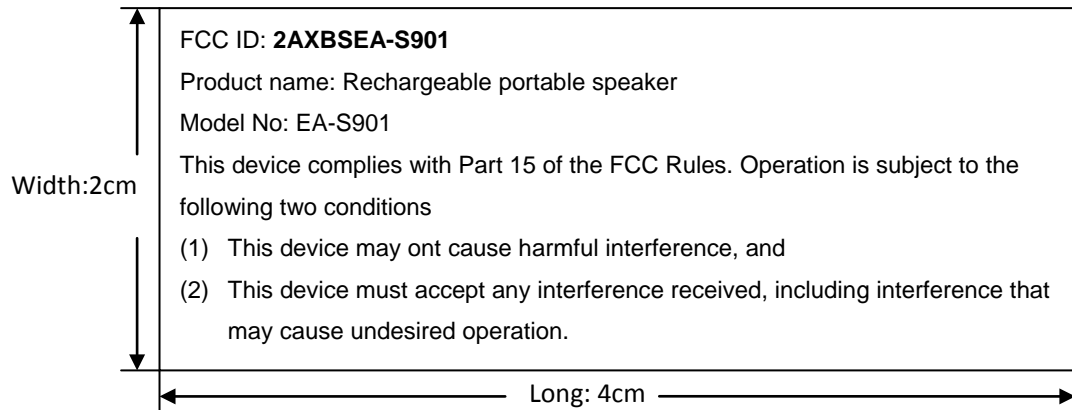 FCC ID: 2AXBSEA-S901
Product name: Rechargeable portable speaker
Model No: EA-S901
This device complies with Part 15 of the FCC Rules. Operation is subject to the
following two conditions
(1) This device may ont cause harmful interference, and
(2) This device must accept any interference received, including interference that
may cause undesired operation.
Width:2cm
Long: 4cm